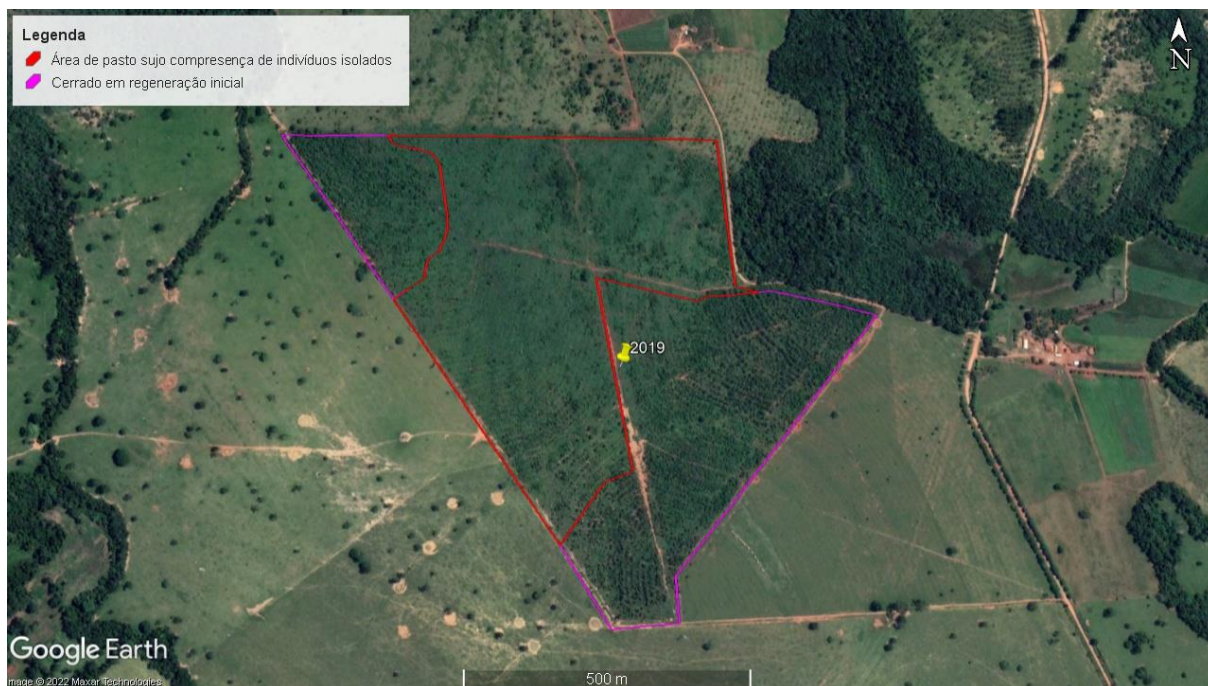 Legenda
Área de pasto sujo compresença de indivíduos isolados
Cerrado em regeneração inicial
N
2019
Google Earth
500 m
Image © 2022 Maxar Technologies